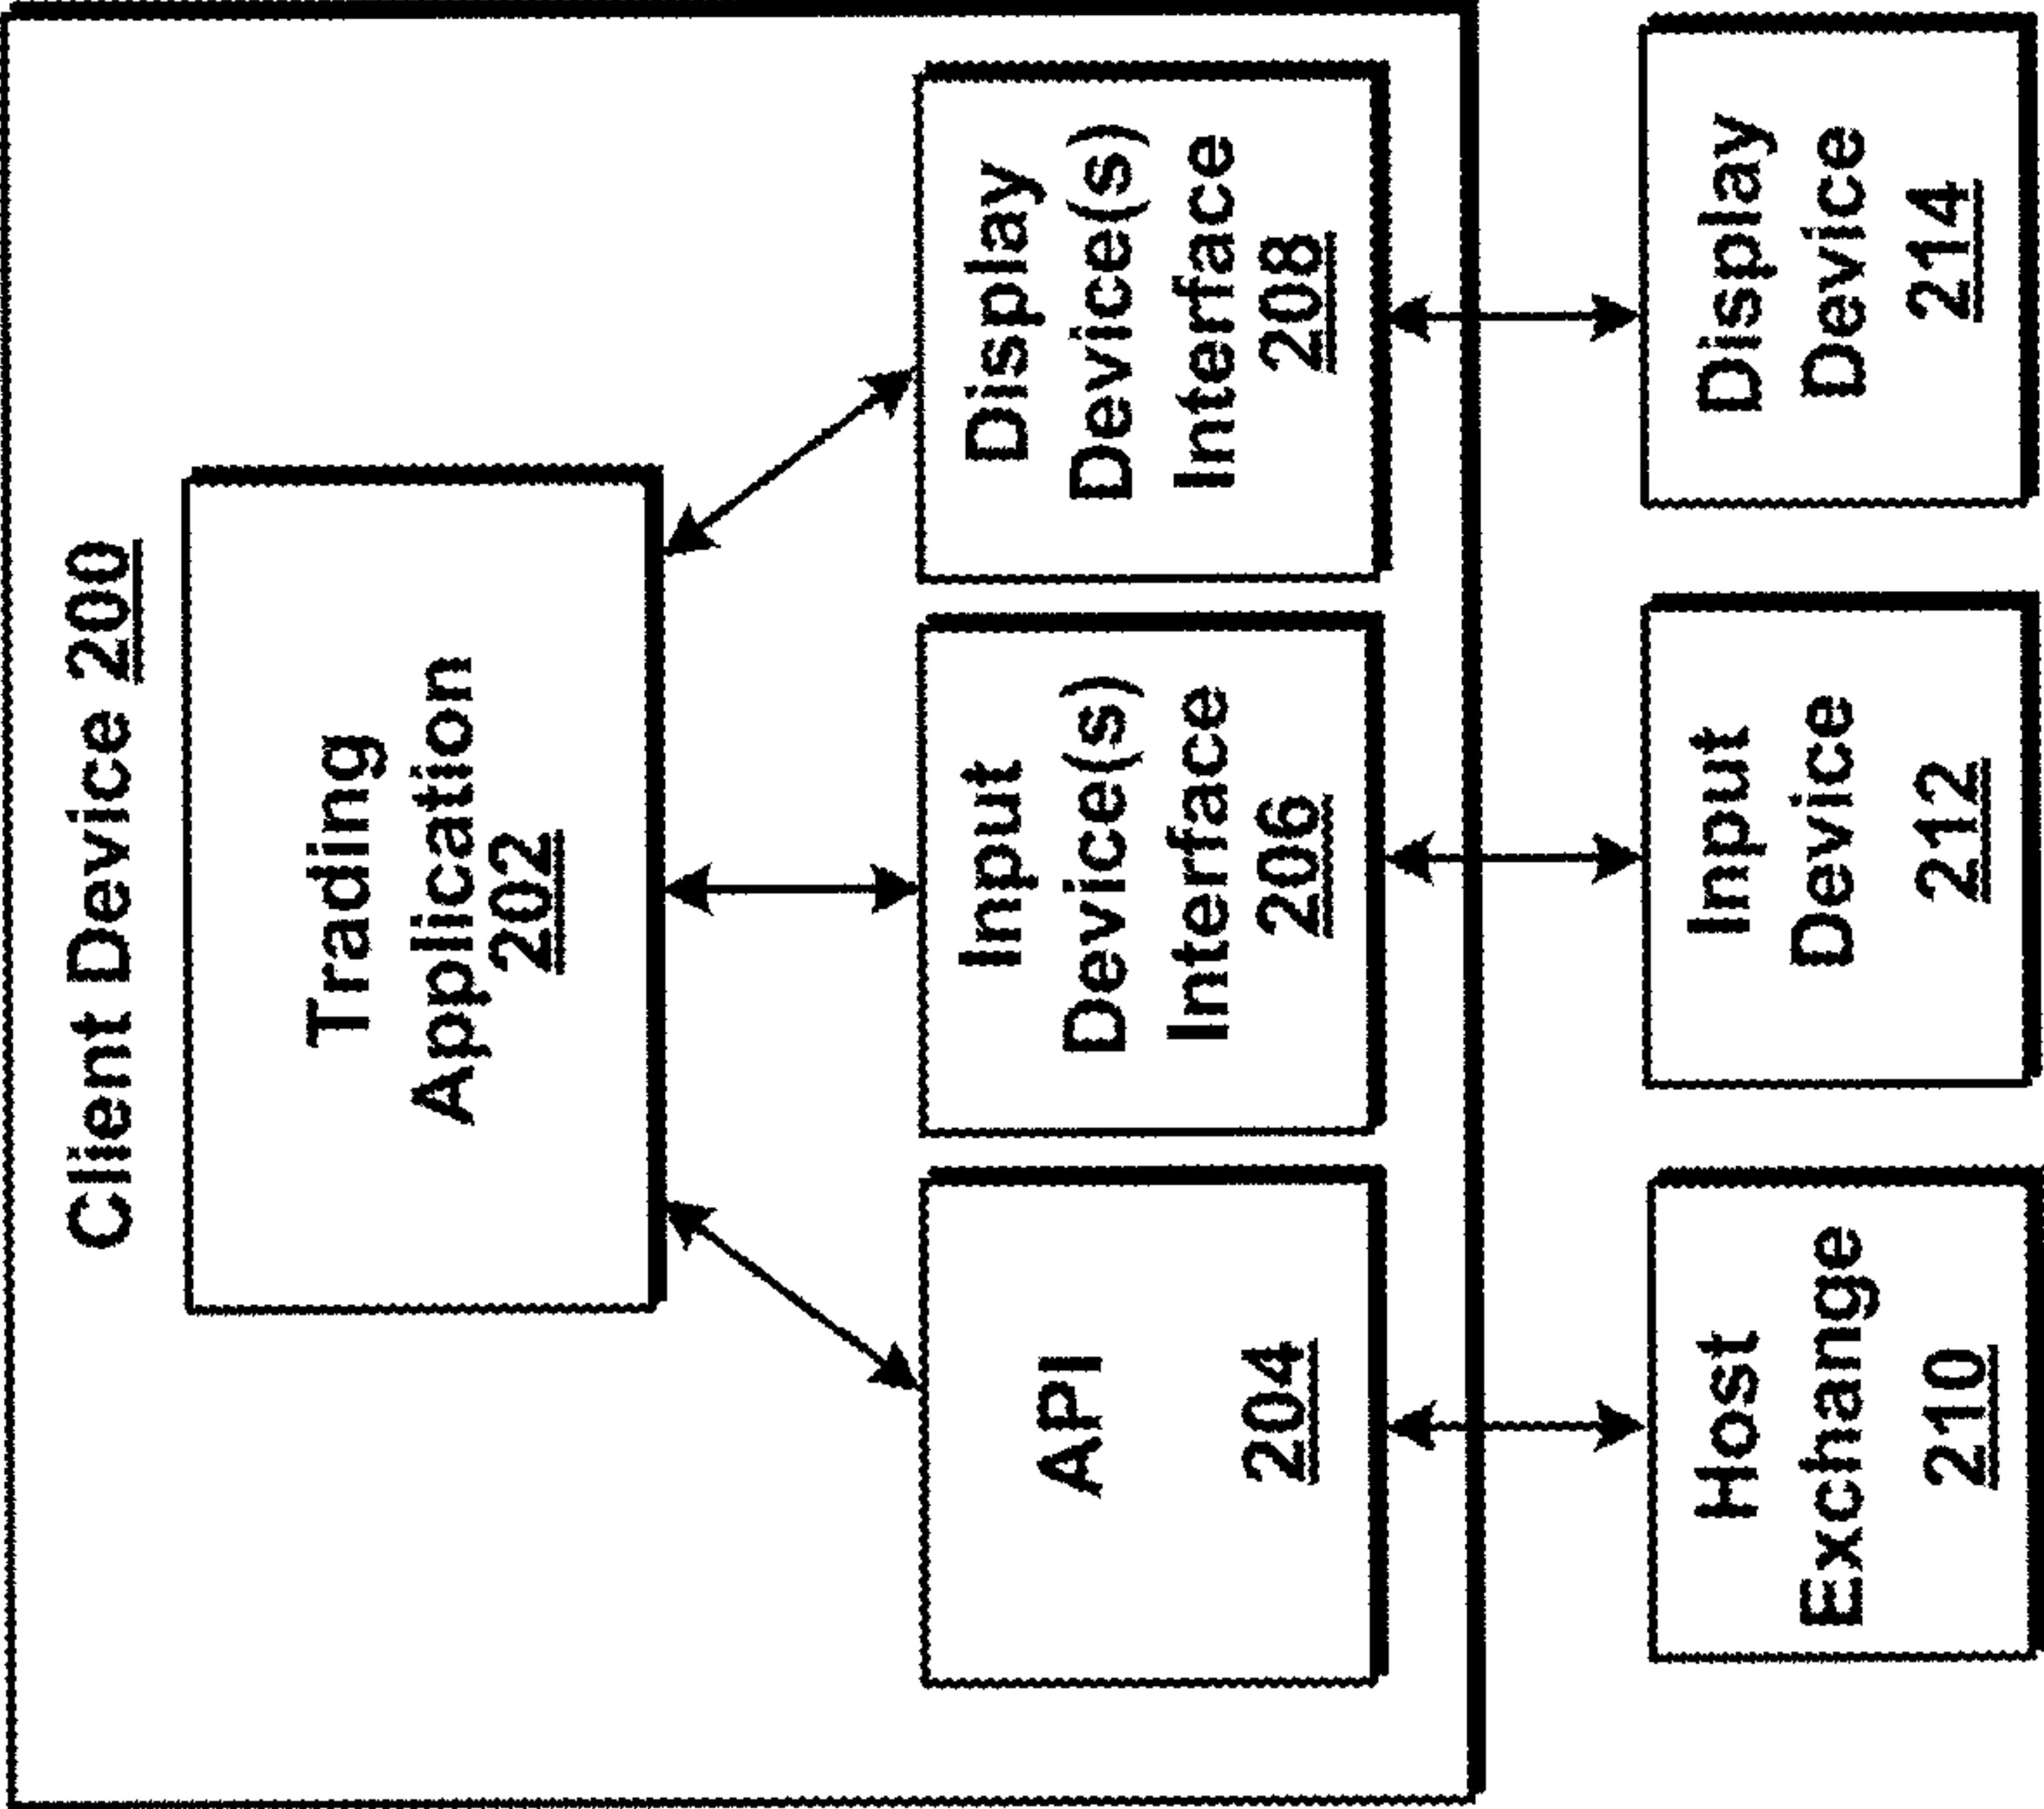 Client Device 200
Trading
Application
202
API
204
Input
Device(s)
Interface
206
Display
Device(s)
Interface
208
Host
Exchange
210
Input
Device
212
Display
Device
214